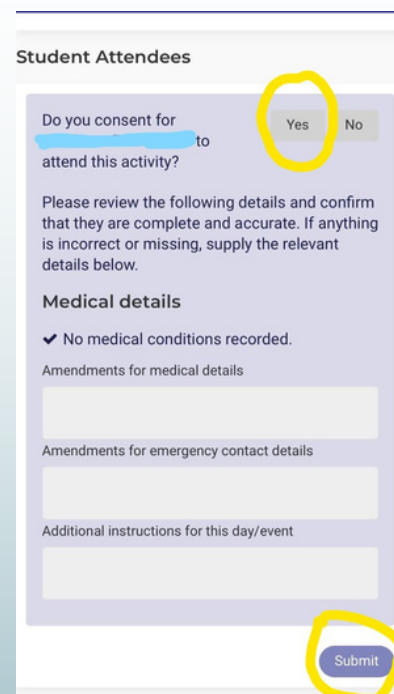 Student Attendees
Do you consent for
Yes
No
to
attend this activity?
Please review the following details and confirm
that they are complete and accurate. If anything
is incorrect or missing, supply the relevant
details below.
Medical details
✔ No medical conditions recorded.
Amendments for medical details
Amendments for emergency contact details
Additional instructions for this day/event
Submit